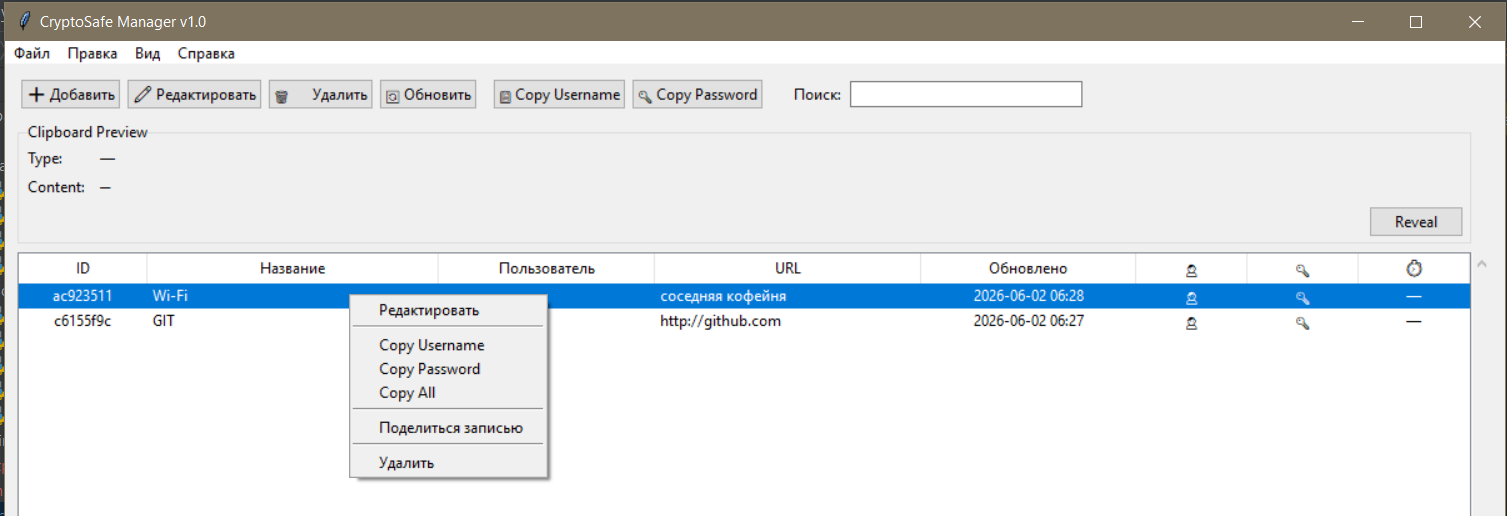 CryptoSafe Manager v1.0
Файл Правка Вид Справка
Добавить Редактировать Удалить Обновить Copy Username Copy Password Поиск:
Clipboard Preview
Type: —
Content: –
Reveal
ID Название Пользователь URL Обновлено
ac923511 Wi-Fi соседняя кофейня 2026-06-02 06:28 —
c6155f9c GIT http://github.com 2026-06-02 06:27 —
Редактировать
Copy Username
Copy Password
Copy All
Поделиться записью
Удалить